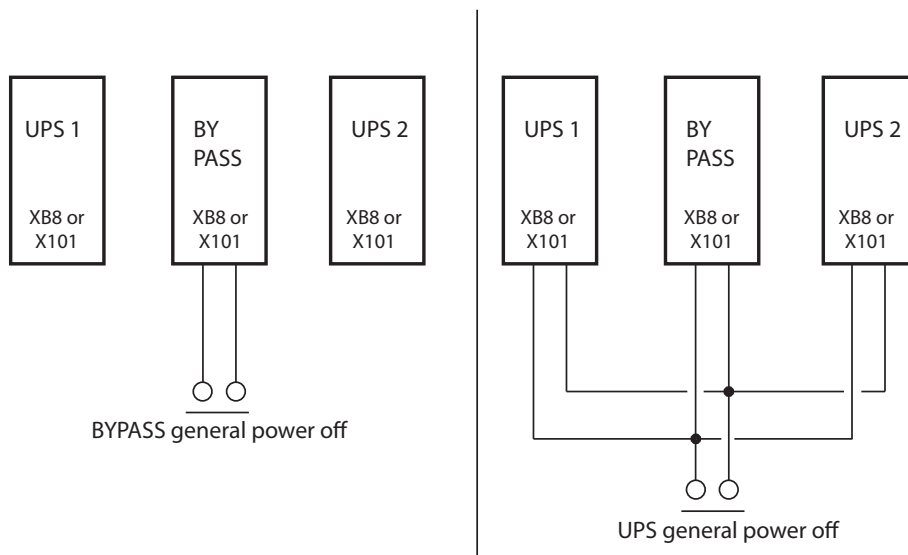 UPS 1
BY
PASS
UPS 2
XB8 or
X101
XB8 or
X101
XB8 or
X101
BYPASS general power off
UPS 1
BY
PASS
UPS 2
XB8 or
X101
XB8 or
X101
XB8 or
X101
UPS general power off